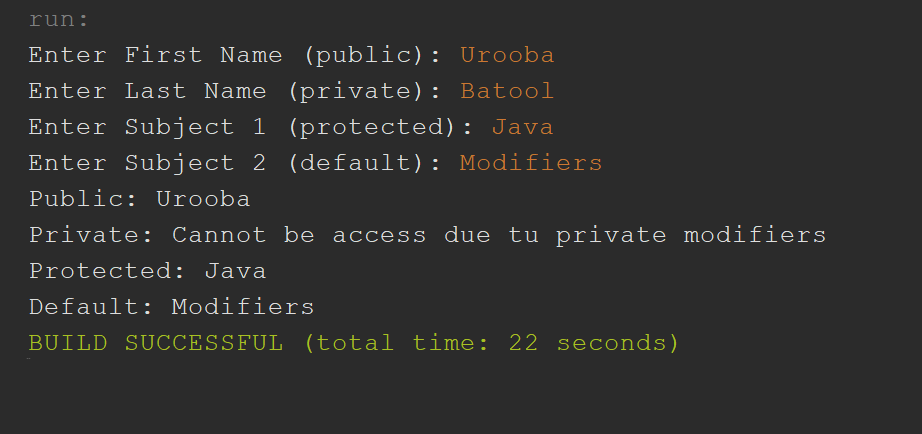 run:
Enter First Name (public): Urooba
Enter Last Name (private): Batool
Enter Subject 1 (protected): Java
Enter Subject 2 (default): Modifiers
Public: Urooba
Private: Cannot be access due tu private modifiers
Protected: Java
Default: Modifiers
BUILD SUCCESSFUL (total time: 22 seconds)